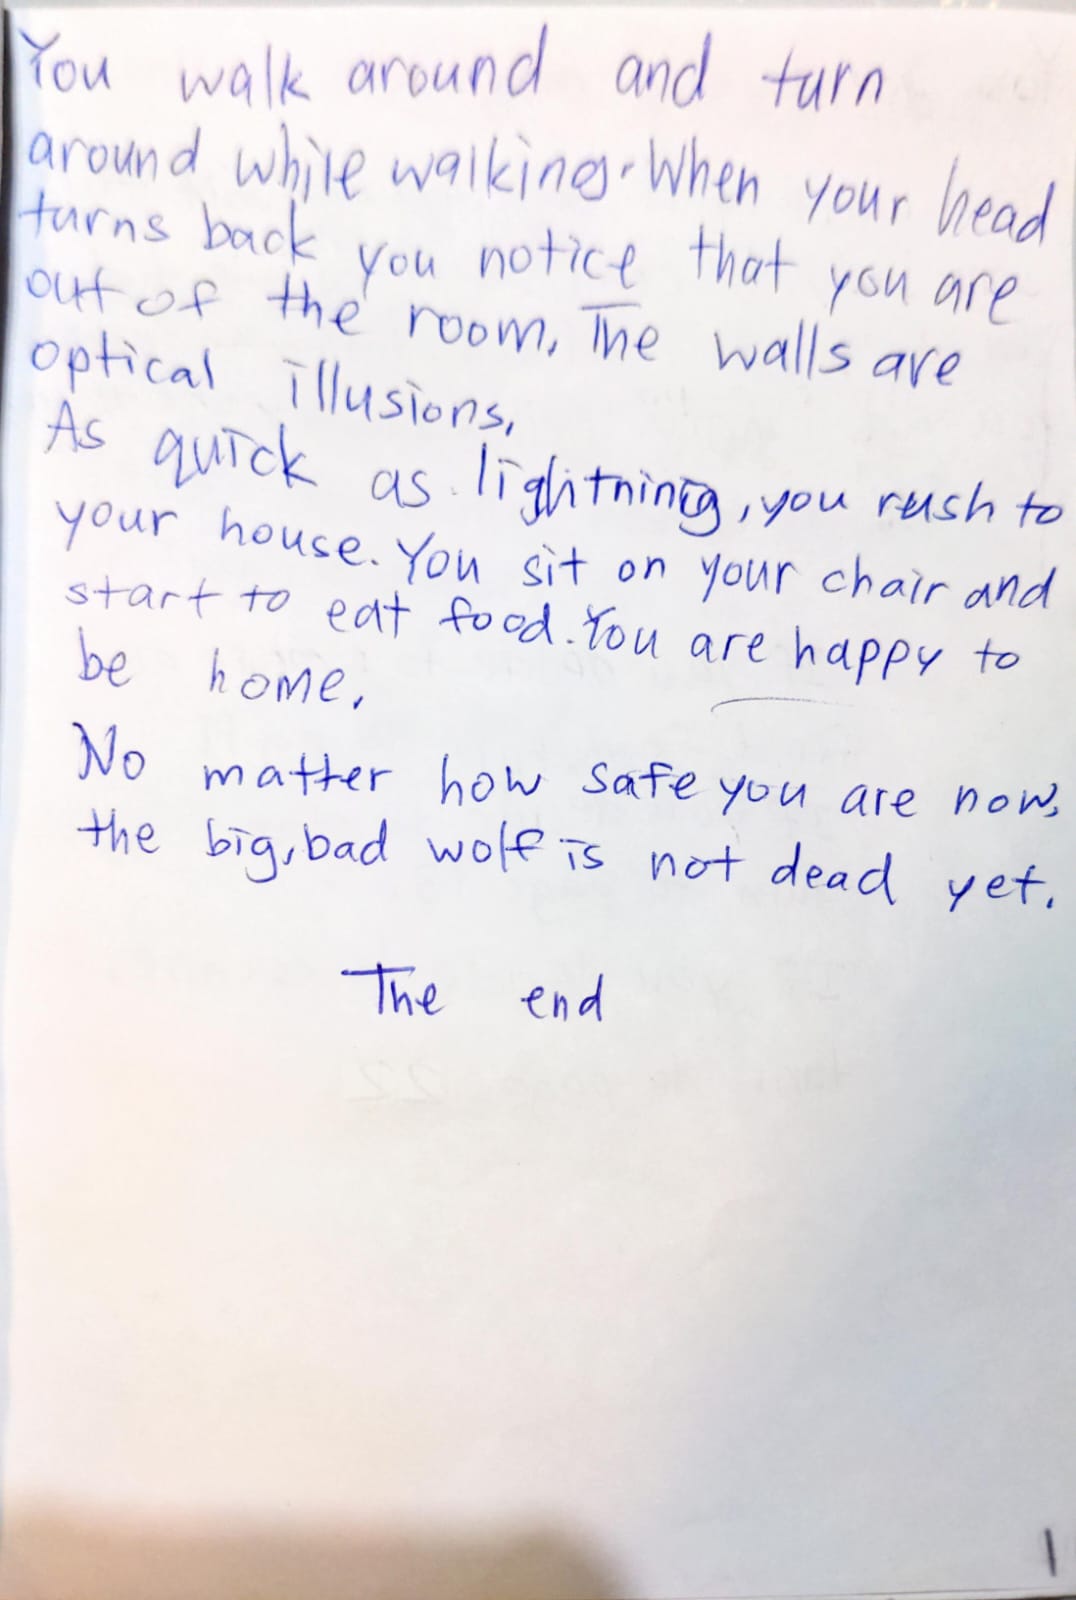 You walk around and turn
around while walking. When your head
turns back you notice that you are
out of the room. The walls are
optical illusions.
As quick as lightning, you rush to
your house. You sit on your chair and
start to eat food. You are happy to
be home.
No matter how safe you are now,
the big, bad wolf is not dead yet.
The end
1